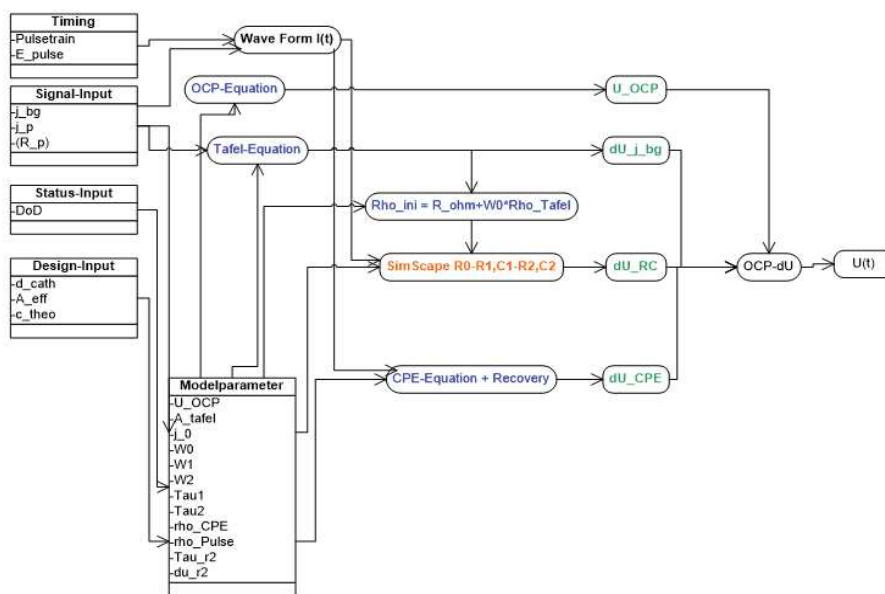 Timing
-Pulsetrain
-E_pulse
Signal-Input
-j_bg
-j_p
-(R_p)
Status-Input
-DoD
Design-Input
-d_cath
-A_eff
-c_theo
Modelparameter
-U_OCP
-A_tafel
-j_0
-W0
-W1
-W2
-Tau1
-Tau2
-rho_CPE
-rho_Pulse
-Tau_r2
-du_r2
Wave Form I(t)
OCP-Equation
Tafel-Equation
Rho_ini = R_ohm+W0*Rho_Tafel
SimScape R0-R1,C1-R2,C2
CPE-Equation + Recovery
U_OCP
dU_j_bg
dU_RC
dU_CPE
OCP-dU
U(t)